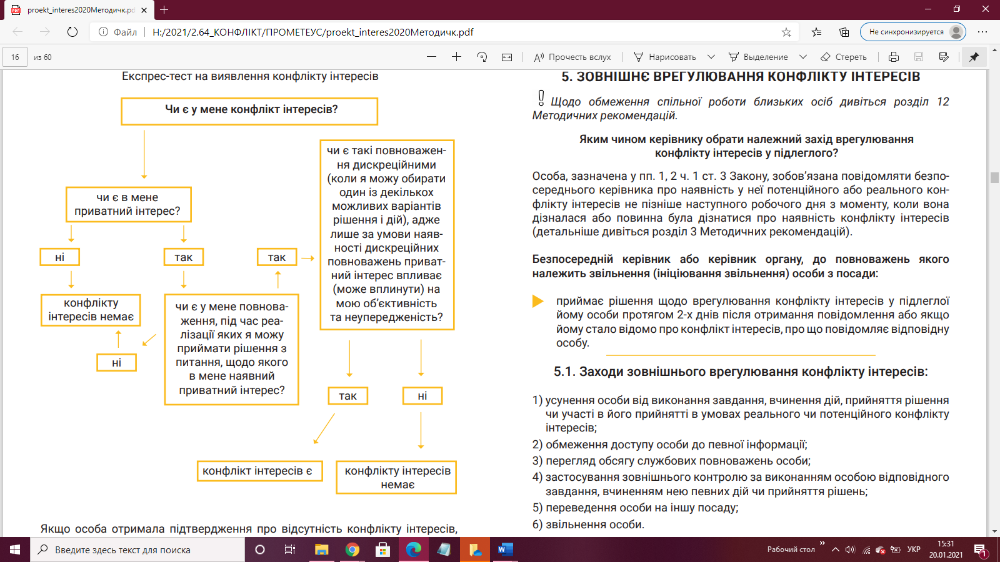 proekt_interes2020Методичк.pd
Файл
H:/2021/2.64_КОНФЛІКТ/ПРОМЕТЕУС/proekt_interes2020Методичк.pdf
Не синхронизируется
16
из 60
Прочесть вслух
Нарисовать
Выделение
Стереть
Експрес-тест на виявлення конфлікту інтересів
Чи є у мене конфлікт інтересів?
чи є в мене
приватний інтерес?
ні
так
так
конфлікту
інтересів немає
ні
чи є у мене повнова-
ження, під час реа-
лізації яких я можу
приймати рішення з
питання, щодо якого
в мене наявний
приватний інтерес?
чи є такі повноважен-
ня дискреційними
(коли я можу обирати
один із декількох
можливих варіантів
рішення і дій), адже
лише за умови наяв-
ності дискреційних
повноважень приват-
ний інтерес впливає
(може вплинути) на
мою об’єктивність
та неупередженість?
так
ні
конфлікт інтересів є
конфлікту інтересів
немає
Якщо особа отримала підтвердження про відсутність конфлікту інтересів,
5. ЗОВНІШНЄ ВРЕГУЛЮВАННЯ КОНФЛІКТУ ІНТЕРЕСІВ
! Щодо обмеження спільної роботи близьких осіб дивіться розділ 12
Методичних рекомендацій.
Яким чином керівнику обрати належний захід врегулювання
конфлікту інтересів у підлеглого?
Особа, зазначена у пп. 1, 2 ч. 1 ст. 3 Закону, зобов’язана повідомляти безпо-
середнього керівника про наявність у неї потенційного або реального кон-
флікту інтересів не пізніше наступного робочого дня з моменту, коли вона
дізналася або повинна була дізнатися про наявність конфлікту інтересів
(детальніше дивіться розділ 3 Методичних рекомендацій).
Безпосередній керівник або керівник органу, до повноважень якого
належить звільнення (ініціювання звільнення) особи з посади:
приймає рішення щодо врегулювання конфлікту інтересів у підлеглої
йому особи протягом 2-х днів після отримання повідомлення або якщо
йому стало відомо про конфлікт інтересів, про що повідомляє відповідну
особу.
5.1. Заходи зовнішнього врегулювання конфлікту інтересів:
1) усунення особи від виконання завдання, вчинення дій, прийняття рішення
чи участі в його прийнятті в умовах реального чи потенційного конфлікту
інтересів;
2) обмеження доступу особи до певної інформації;
3) перегляд обсягу службових повноважень особи;
4) застосування зовнішнього контролю за виконанням особою відповідного
завдання, вчиненням нею певних дій чи прийняття рішень;
5) переведення особи на іншу посаду;
6) звільнення особи.
Введите здесь текст для поиска
Рабочий стол
УКР
15:31
20.01.2021
1